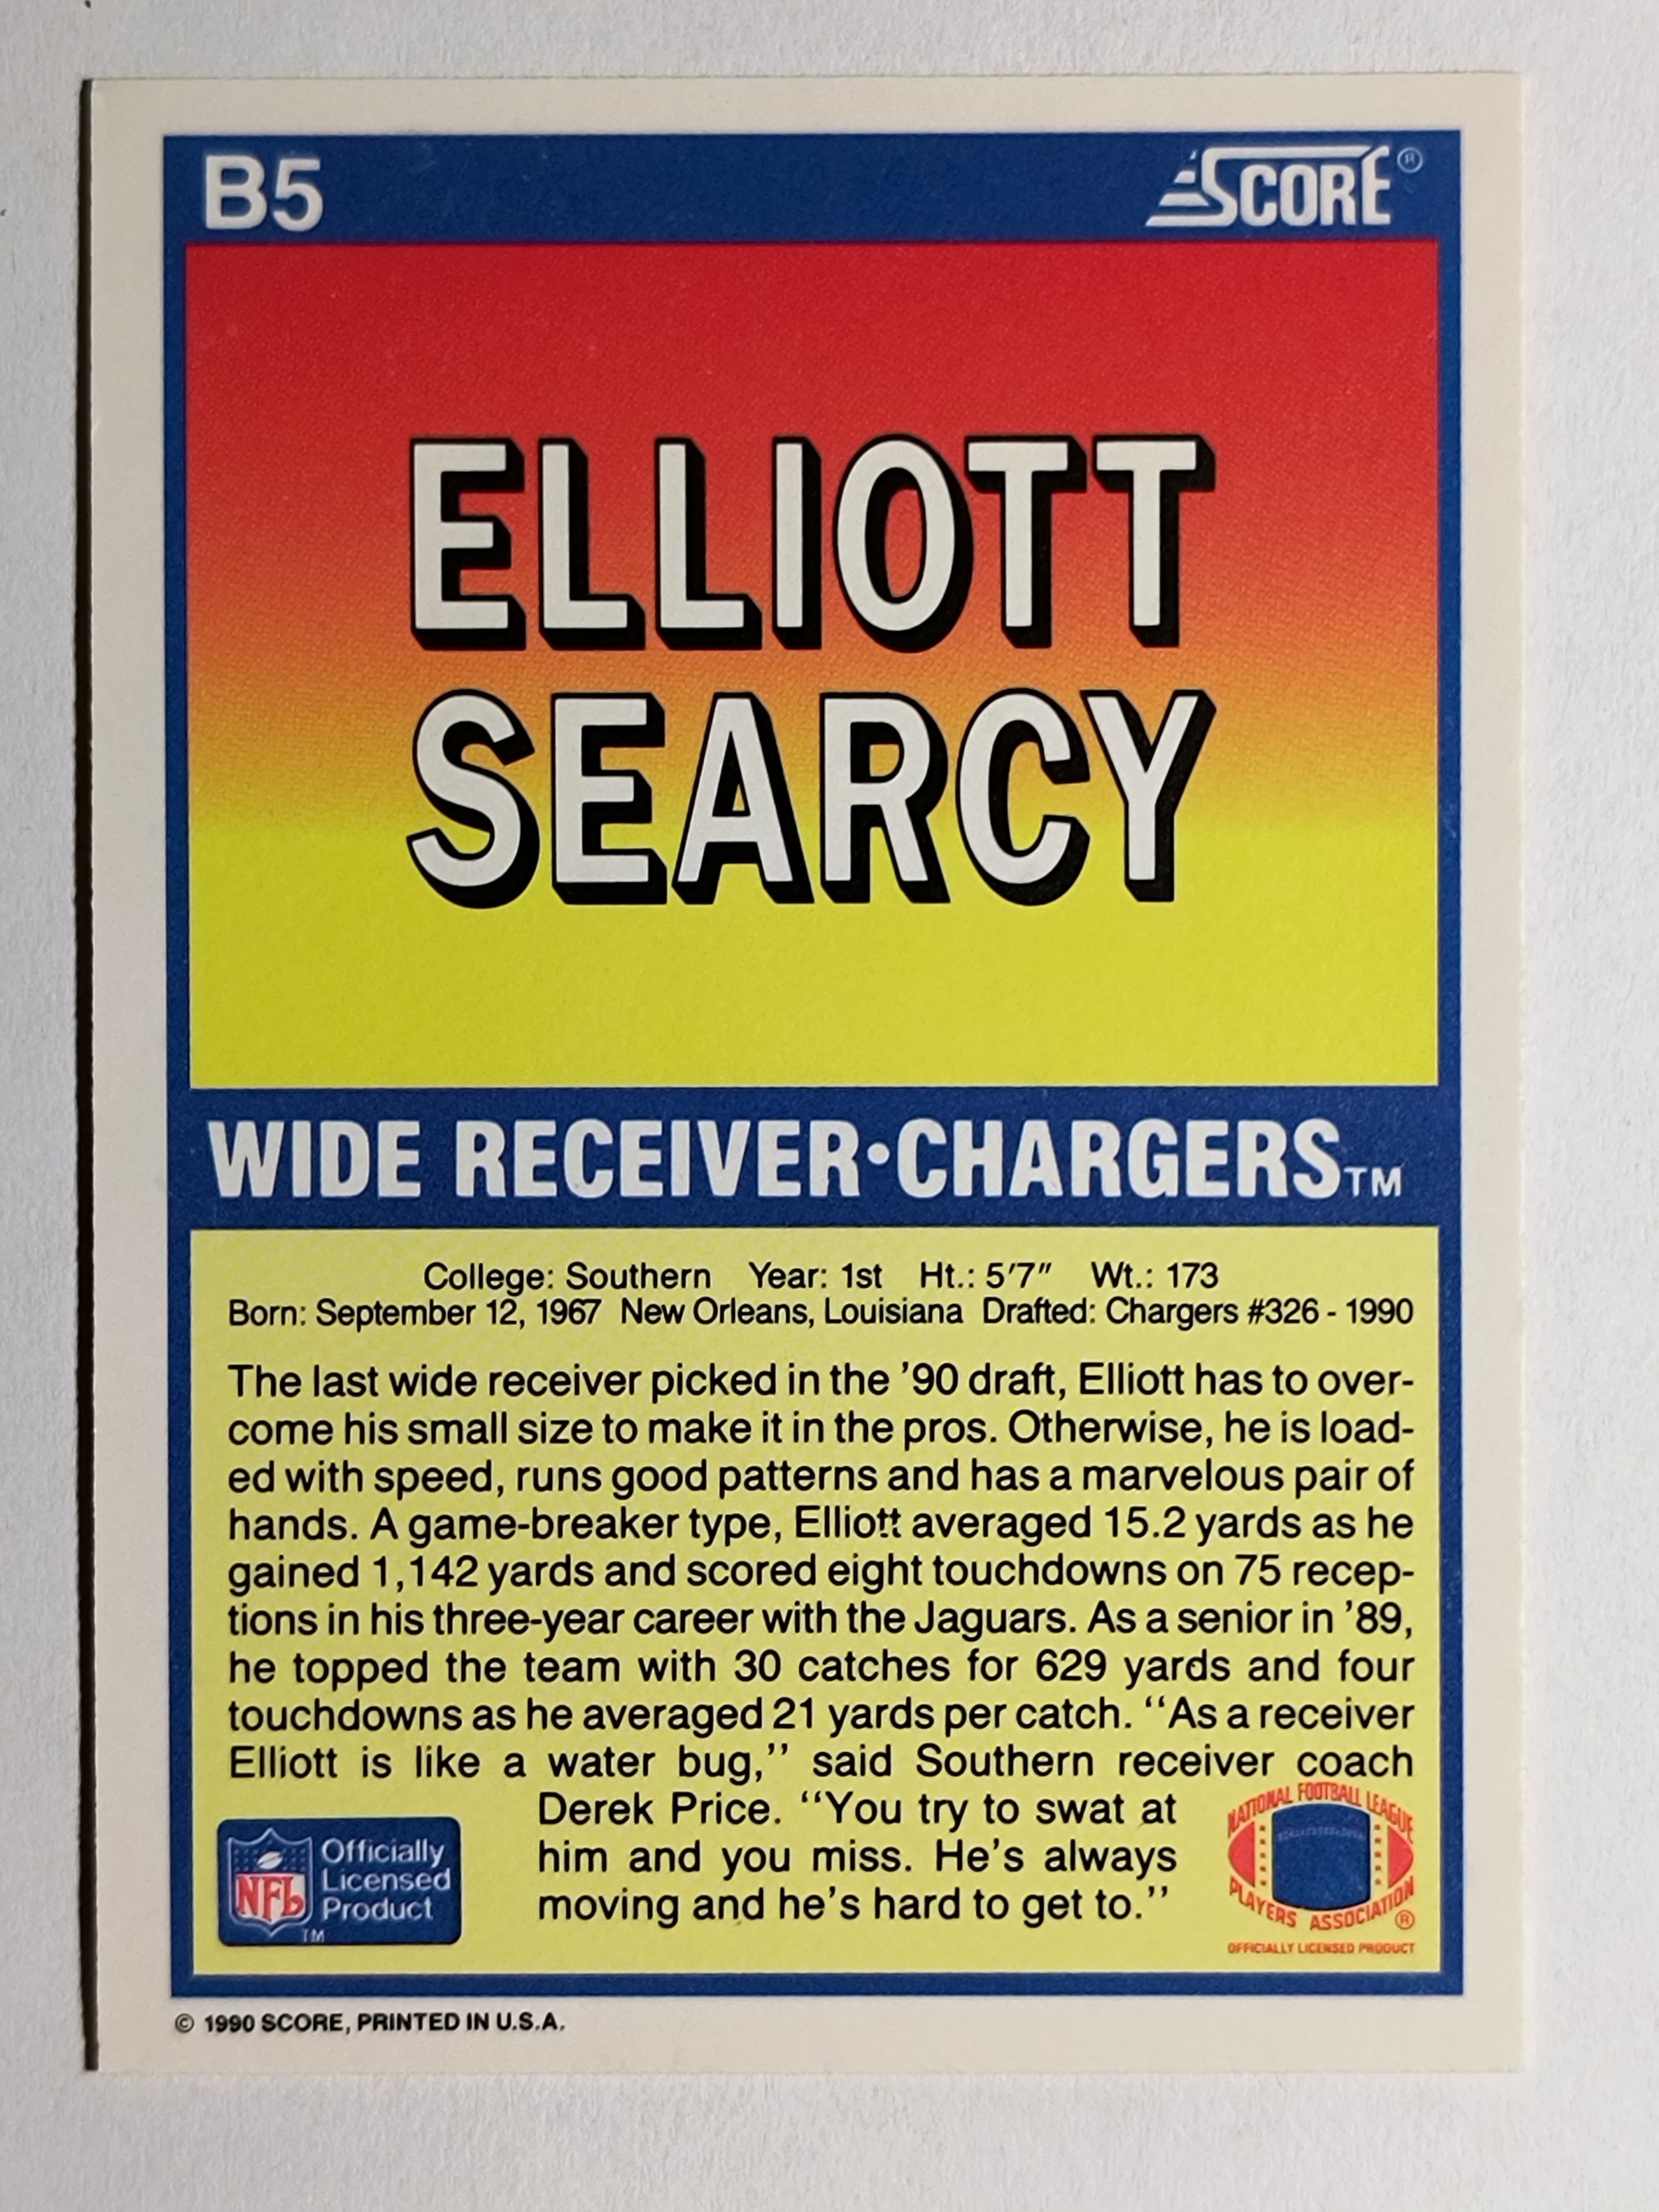 B5
SCORE®
ELLIOTT
SEARCY
WIDE RECEIVER•CHARGERS™
College: Southern Year: 1st Ht.: 5'7" Wt.: 173
Born: September 12, 1967 New Orleans, Louisiana Drafted: Chargers #326 - 1990
The last wide receiver picked in the '90 draft, Elliott has to over-
come his small size to make it in the pros. Otherwise, he is load-
ed with speed, runs good patterns and has a marvelous pair of
hands. A game-breaker type, Elliott averaged 15.2 yards as he
gained 1,142 yards and scored eight touchdowns on 75 recep-
tions in his three-year career with the Jaguars. As a senior in '89,
he topped the team with 30 catches for 629 yards and four
touchdowns as he averaged 21 yards per catch. "As a receiver
Elliott is like a water bug," said Southern receiver coach
Derek Price. "You try to swat at
him and you miss. He's always
moving and he's hard to get to."
NFL
Officially
Licensed
Product
TM
NATIONAL FOOTBALL LEAGUE
PLAYERS ASSOCIATION®
OFFICIALLY LICENSED PRODUCT
© 1990 SCORE, PRINTED IN U.S.A.